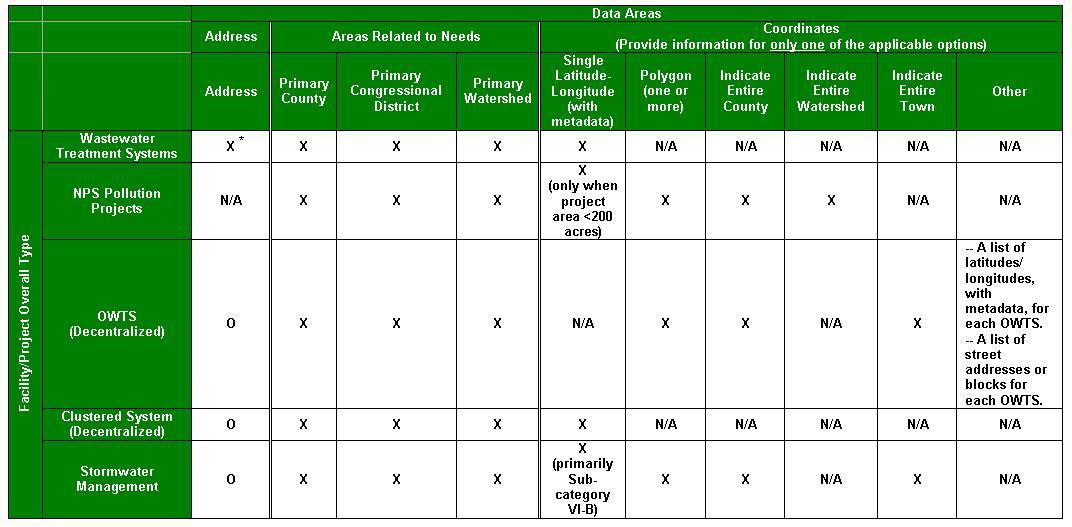 Data Areas
Address
Areas Related to Needs
Coordinates
(Provide information for only one of the applicable options)
Address
Primary
County
Primary
Congressional
District
Primary
Watershed
Single
Latitude-
Longitude
(with
metadata)
Polygon
(one or
more)
Indicate
Entire
County
Indicate
Entire
Watershed
Indicate
Entire
Town
Other
Facility/Project Overall Type
Wastewater
Treatment Systems
X *
X
X
X
X
N/A
N/A
N/A
N/A
N/A
NPS Pollution
Projects
N/A
X
X
X
X
(only when
project
area <200
acres)
X
X
X
N/A
N/A
OWTS
(Decentralized)
O
X
X
X
N/A
X
X
N/A
X
-- A list of
latitudes/
longitudes,
with
metadata, for
each OWTS.
-- A list of
street
addresses or
blocks for
each OWTS.
Clustered System
(Decentralized)
O
X
X
X
X
N/A
N/A
N/A
N/A
N/A
Stormwater
Management
O
X
X
X
X
(primarily
Sub-
category
VI-B)
X
X
N/A
X
N/A